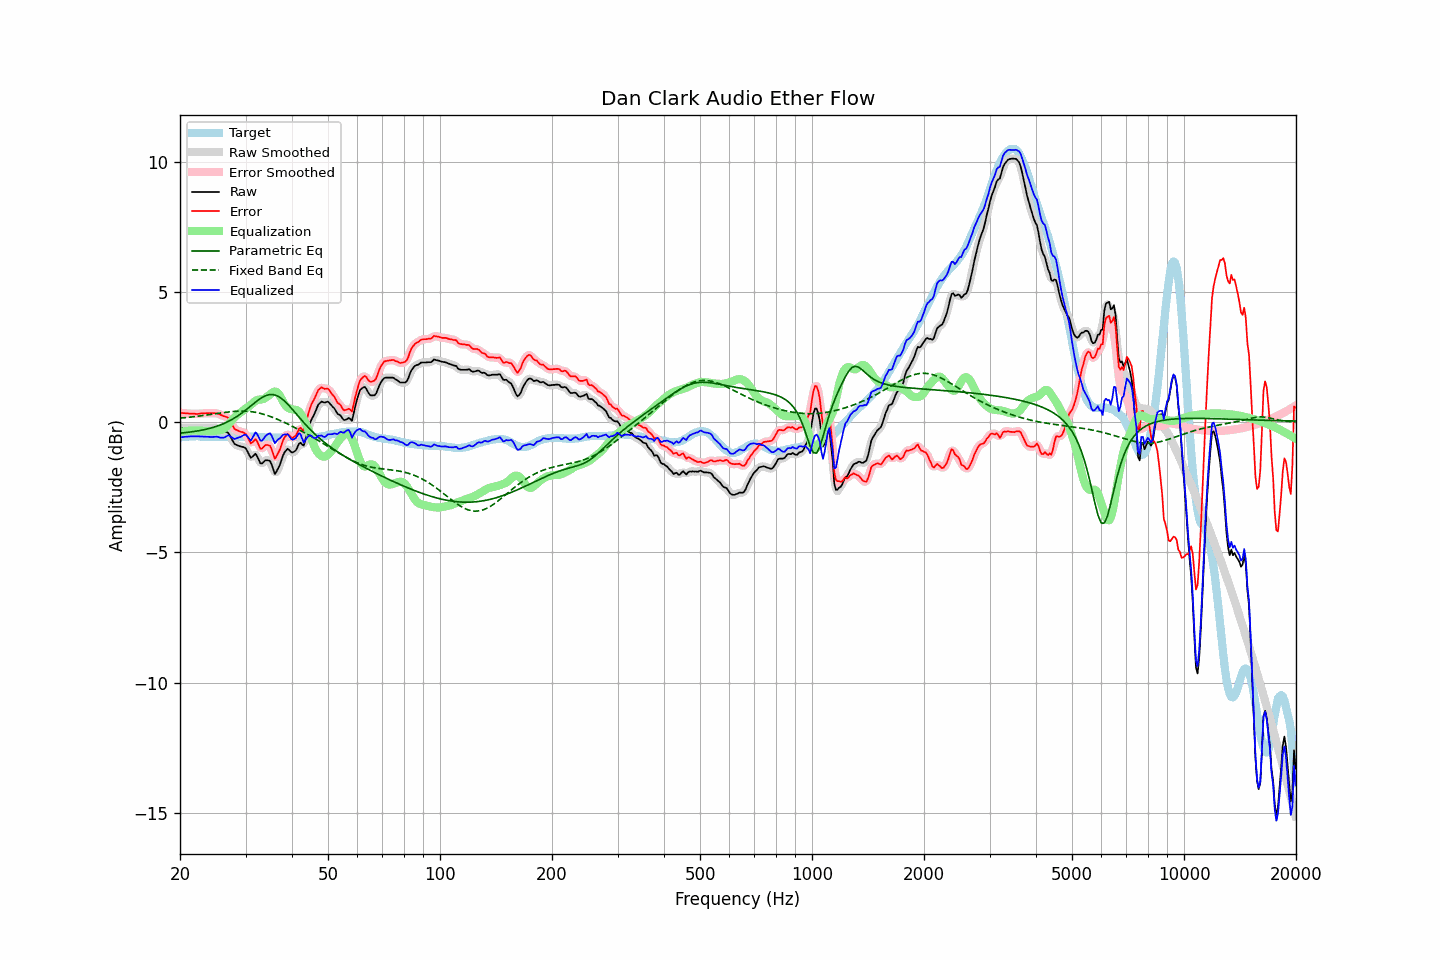 Dan Clark Audio Ether Flow
Target
Raw Smoothed
Error Smoothed
Raw
Error
Equalization
Parametric Eq
Fixed Band Eq
Equalized
Amplitude (dBr)
10
5
0
−5
−10
−15
20
50
100
200
500
1000
2000
5000
10000
20000
Frequency (Hz)